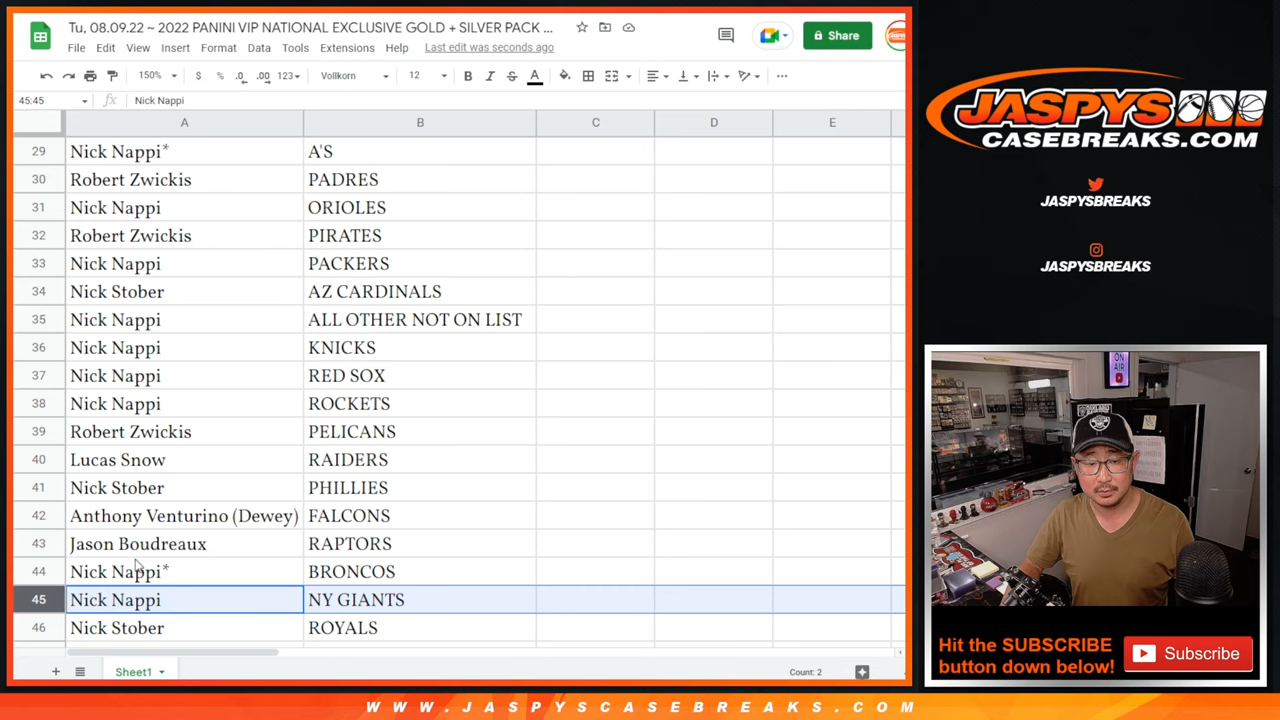 Tu, 08.09.22 ~ 2022 PANINI VIP NATIONAL EXCLUSIVE GOLD + SILVER PACK ...
File Edit View Insert Format Data Tools Extensions Help Last edit was seconds ago
Share
150% $ % .0 .00 123 Vollkorn 12 B I S A
45:45 fx Nick Nappi
A B C D E
29 Nick Nappi* A'S
30 Robert Zwickis PADRES
31 Nick Nappi ORIOLES
32 Robert Zwickis PIRATES
33 Nick Nappi PACKERS
34 Nick Stober AZ CARDINALS
35 Nick Nappi ALL OTHER NOT ON LIST
36 Nick Nappi KNICKS
37 Nick Nappi RED SOX
38 Nick Nappi ROCKETS
39 Robert Zwickis PELICANS
40 Lucas Snow RAIDERS
41 Nick Stober PHILLIES
42 Anthony Venturino (Dewey) FALCONS
43 Jason Boudreaux RAPTORS
44 Nick Nappi* BRONCOS
45 Nick Nappi NY GIANTS
46 Nick Stober ROYALS
Sheet1 Count: 2
JASPYS
CASEBREAKS.COM
JASPYSBREAKS
JASPYSBREAKS
ON
AIR
Hit the SUBSCRIBE
button down below!
Subscribe
WWW.JASPYSCASEBREAKS.COM